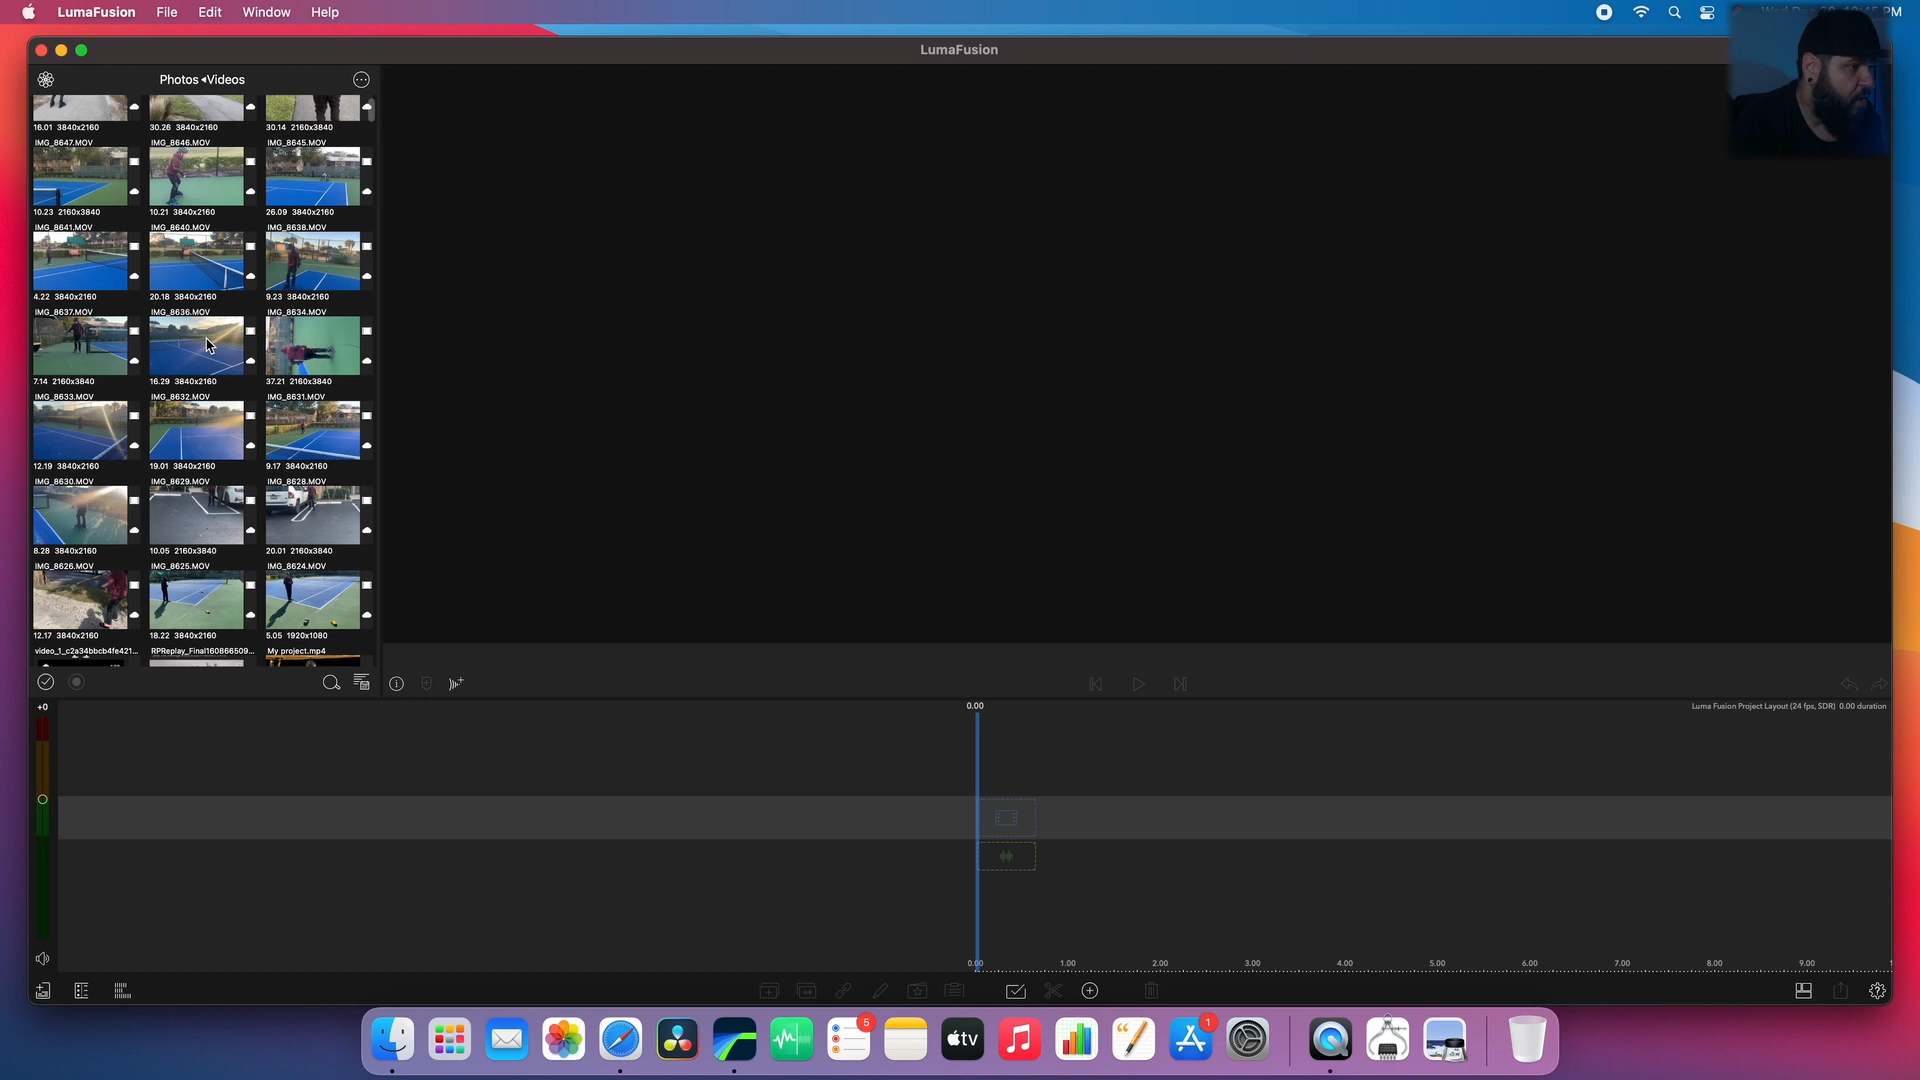 LumaFusion File Edit Window Help
LumaFusion
Photos ◂Videos
16.01 3840x2160 30.26 3840x2160 30.14 2160x3840
IMG_8647.MOV IMG_8646.MOV IMG_8645.MOV
10.23 2160x3840 10.21 3840x2160 26.09 3840x2160
IMG_8641.MOV IMG_8640.MOV IMG_8638.MOV
4.22 3840x2160 20.18 3840x2160 9.23 3840x2160
IMG_8637.MOV IMG_8636.MOV IMG_8634.MOV
7.14 2160x3840 16.29 3840x2160 37.21 2160x3840
IMG_8633.MOV IMG_8632.MOV IMG_8631.MOV
12.19 3840x2160 19.01 3840x2160 9.17 3840x2160
IMG_8630.MOV IMG_8629.MOV IMG_8628.MOV
8.28 3840x2160 10.05 2160x3840 20.01 2160x3840
IMG_8626.MOV IMG_8625.MOV IMG_8624.MOV
12.17 3840x2160 18.22 3840x2160 5.05 1920x1080
video_1_c2a34bbcb4fe421... RPReplay_Final160866509... My project.mp4
+0 0.00 Luma Fusion Project Layout (24 fps, SDR) 0.00 duration
0.00 1.00 2.00 3.00 4.00 5.00 6.00 7.00 8.00 9.00
5 tv 1